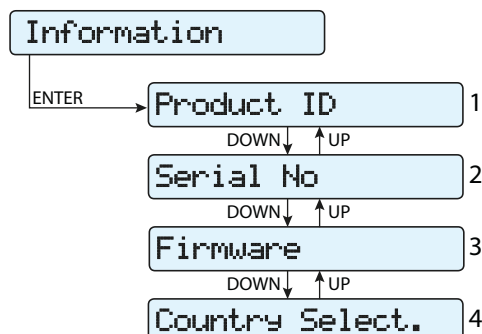 Information
ENTER
Product ID 1
DOWN UP
Serial No 2
DOWN UP
Firmware 3
DOWN UP
Country Select. 4